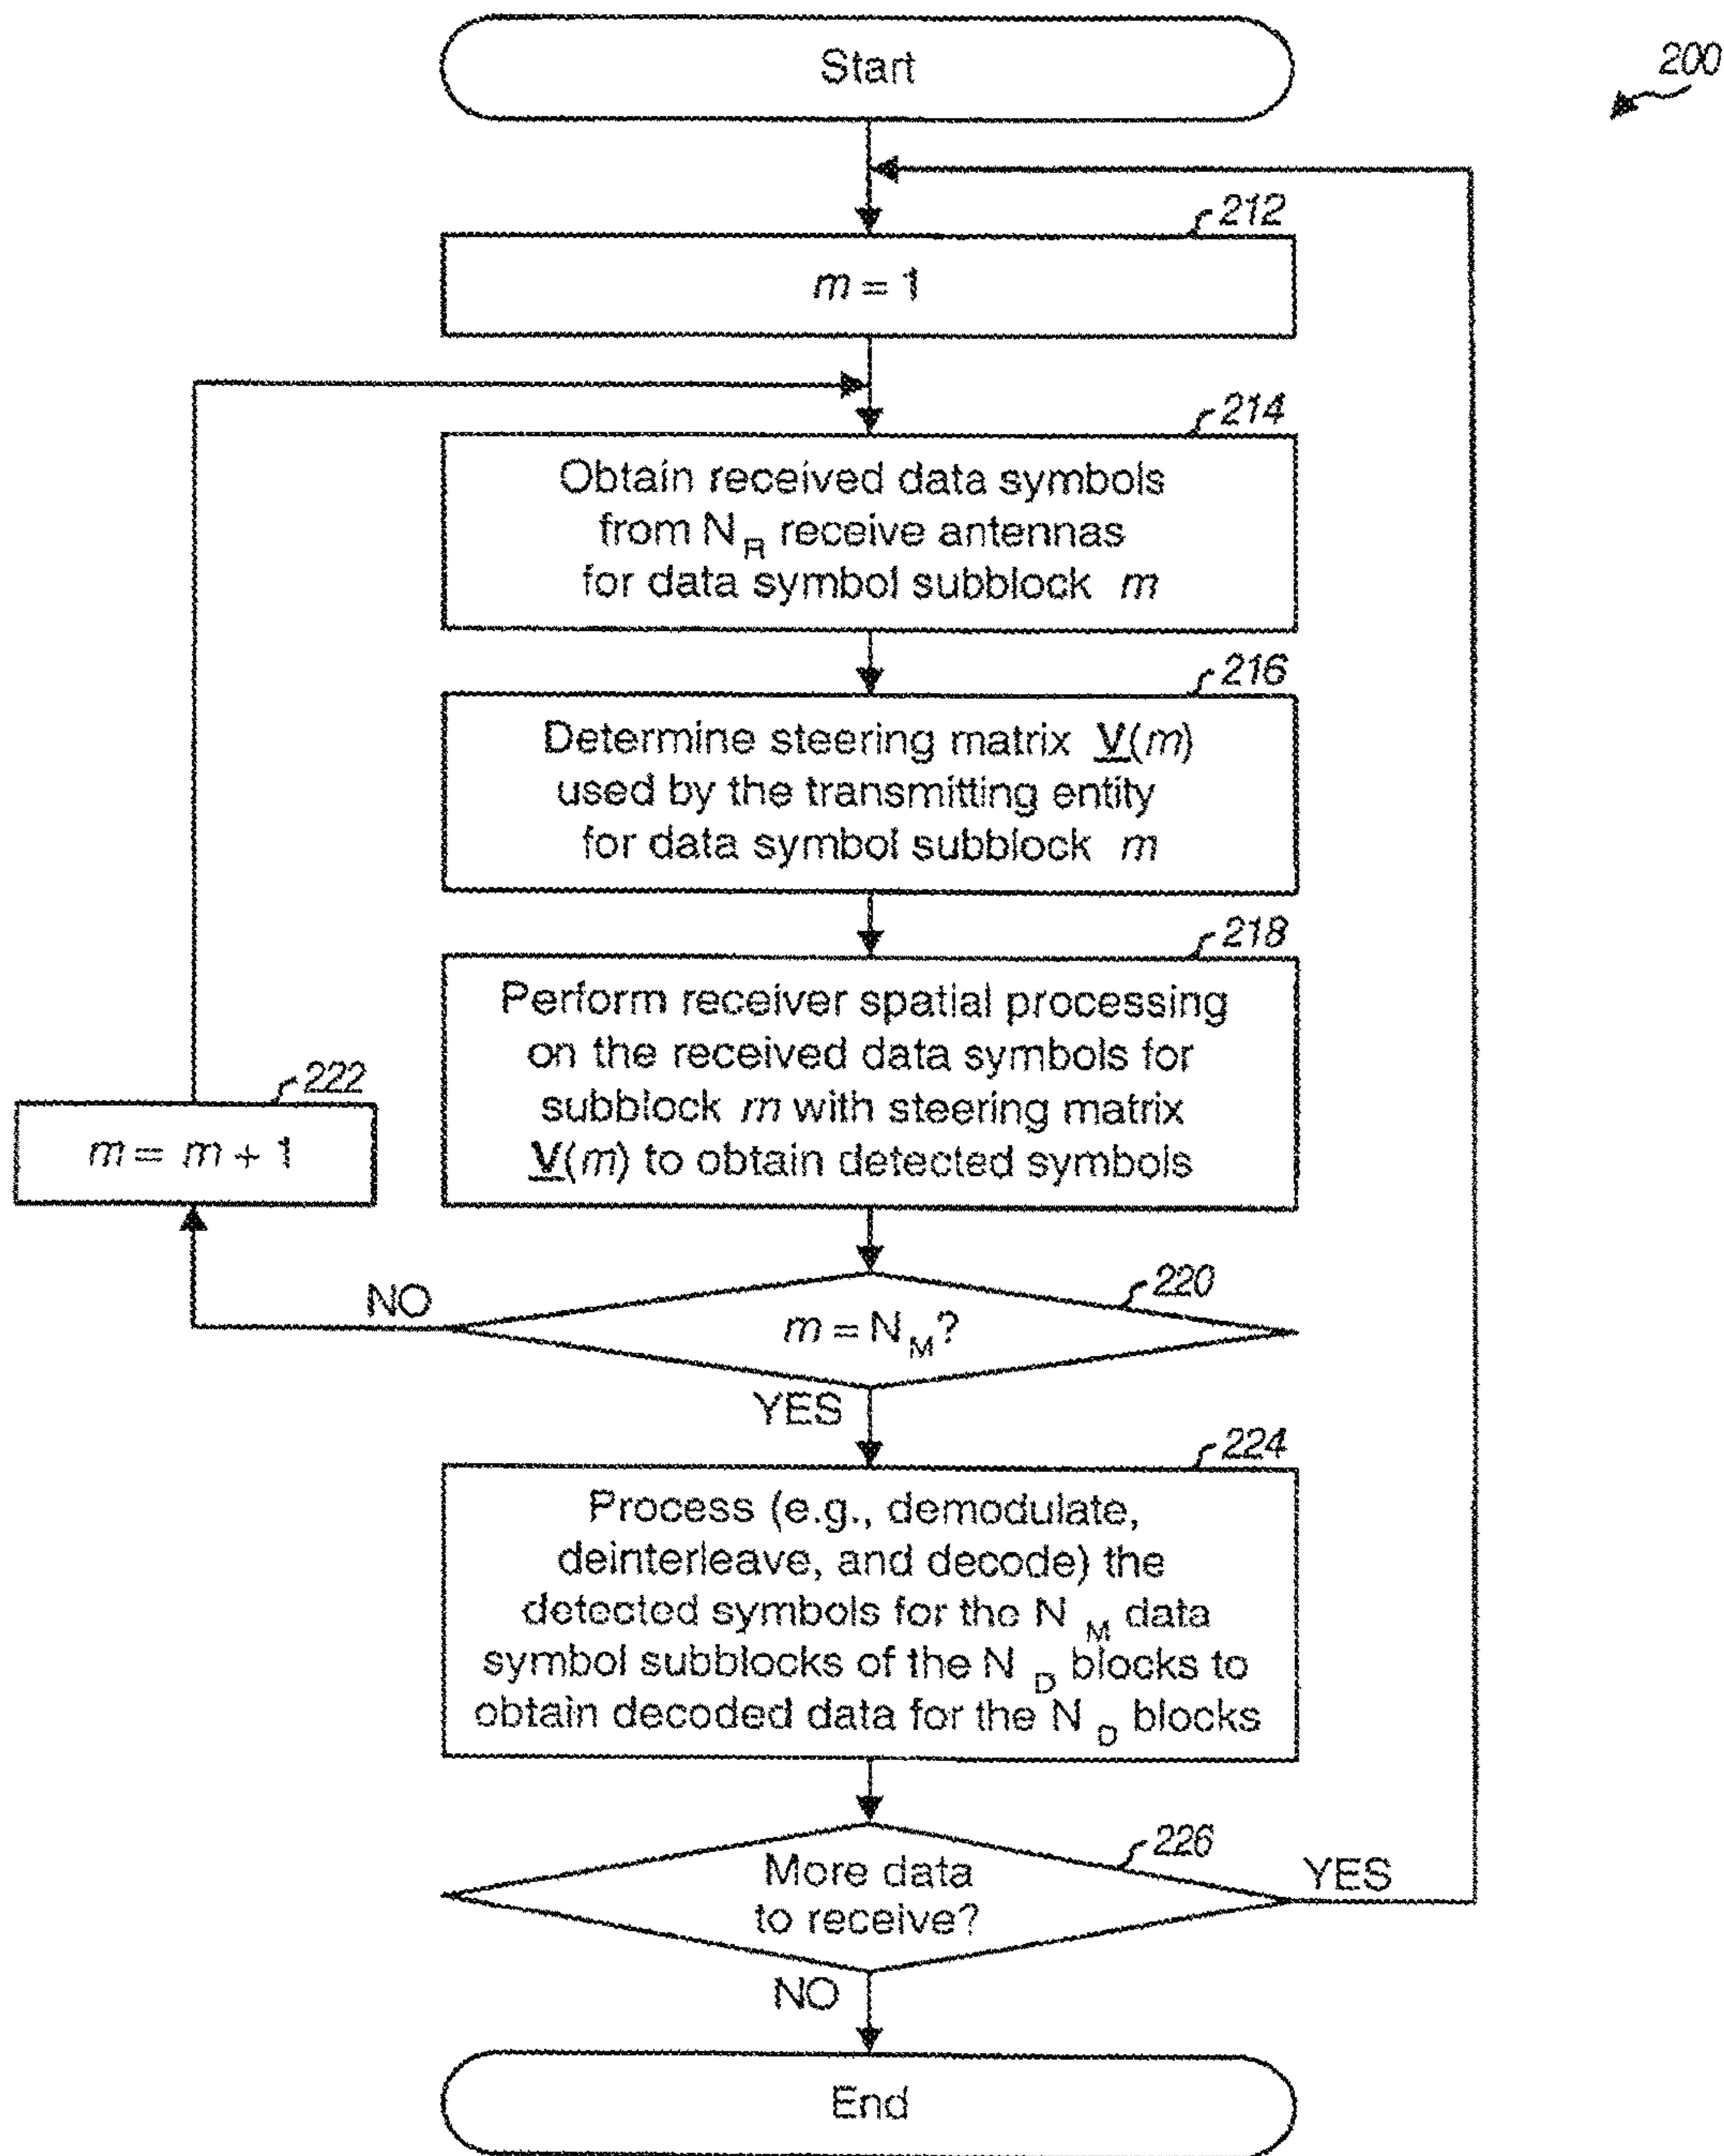 Start
200
212
m = 1
214
Obtain received data symbols
from N_R receive antennas
for data symbol subblock m
216
Determine steering matrix V(m)
used by the transmitting entity
for data symbol subblock m
218
Perform receiver spatial processing
on the received data symbols for
subblock m with steering matrix
V(m) to obtain detected symbols
222
m = m + 1
220
NO
m = N_M?
YES
224
Process (e.g., demodulate,
deinterleave, and decode) the
detected symbols for the N_M data
symbol subblocks of the N_D blocks to
obtain decoded data for the N_D blocks
226
More data
to receive?
YES
NO
End